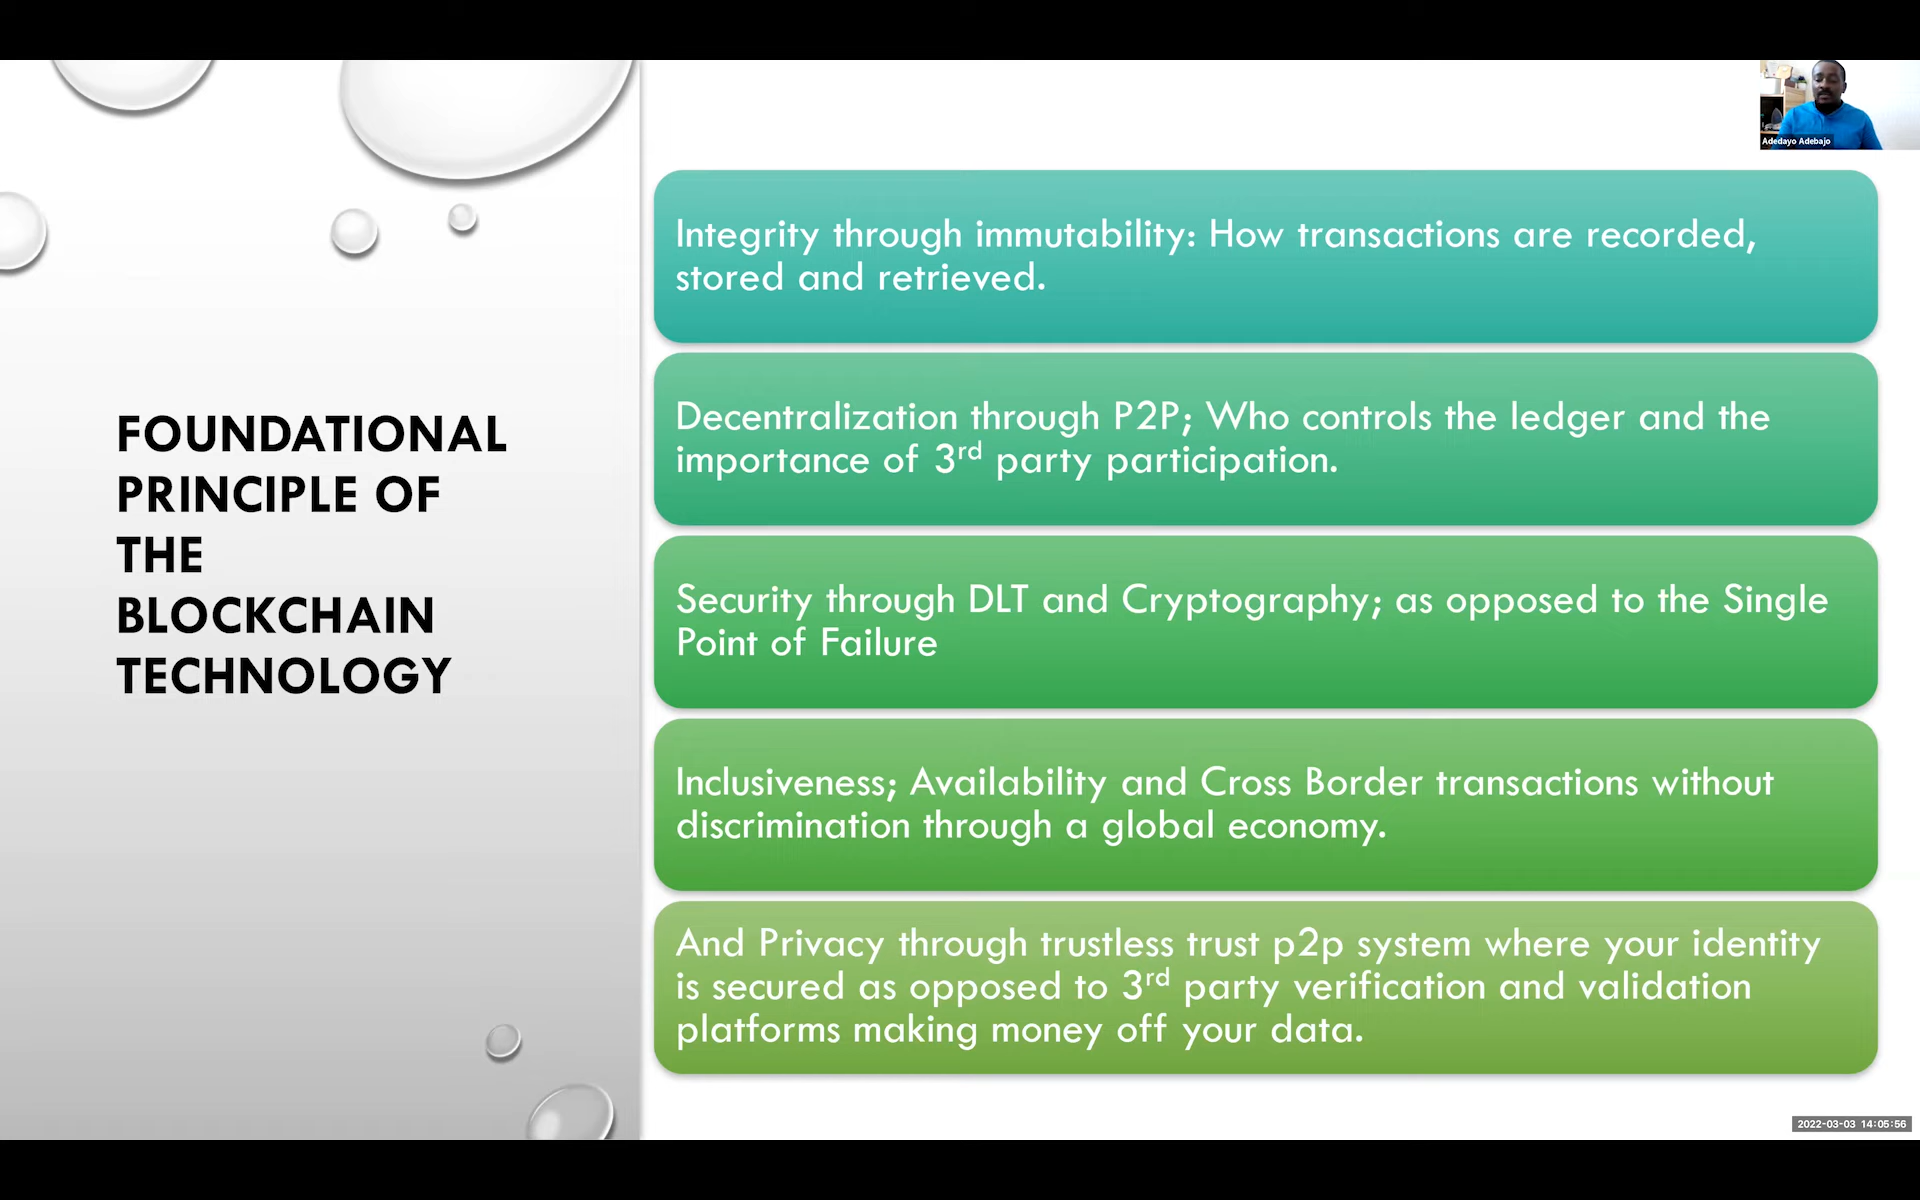 Adedayo Adebajo
FOUNDATIONAL
PRINCIPLE OF
THE
BLOCKCHAIN
TECHNOLOGY
Integrity through immutability: How transactions are recorded,
stored and retrieved.
Decentralization through P2P; Who controls the ledger and the
importance of 3rd party participation.
Security through DLT and Cryptography; as opposed to the Single
Point of Failure
Inclusiveness; Availability and Cross Border transactions without
discrimination through a global economy.
And Privacy through trustless trust p2p system where your identity
is secured as opposed to 3rd party verification and validation
platforms making money off your data.
2022-03-03 14:05:56